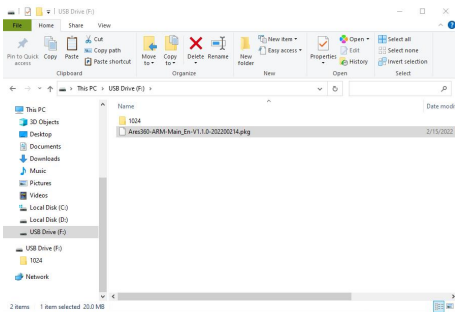 USB Drive (F:)
File Home Share View
Pin to Quick access
Copy
Paste
Cut
Copy path
Paste shortcut
Clipboard
Move to
Copy to
Delete
Rename
Organize
New folder
New item
Easy access
New
Properties
Open
Edit
History
Open
Select all
Select none
Invert selection
Select
This PC > USB Drive (F:) >
Name
Date modi
This PC
3D Objects
Desktop
Documents
Downloads
Music
Pictures
Videos
Local Disk (C:)
Local Disk (D:)
USB Drive (F:)
USB Drive (F:)
1024
Network
1024
Ares360-ARM-Main_En-V1.1.0-202200214.pkg
2/15/2022
2 items 1 item selected 20.0 MB